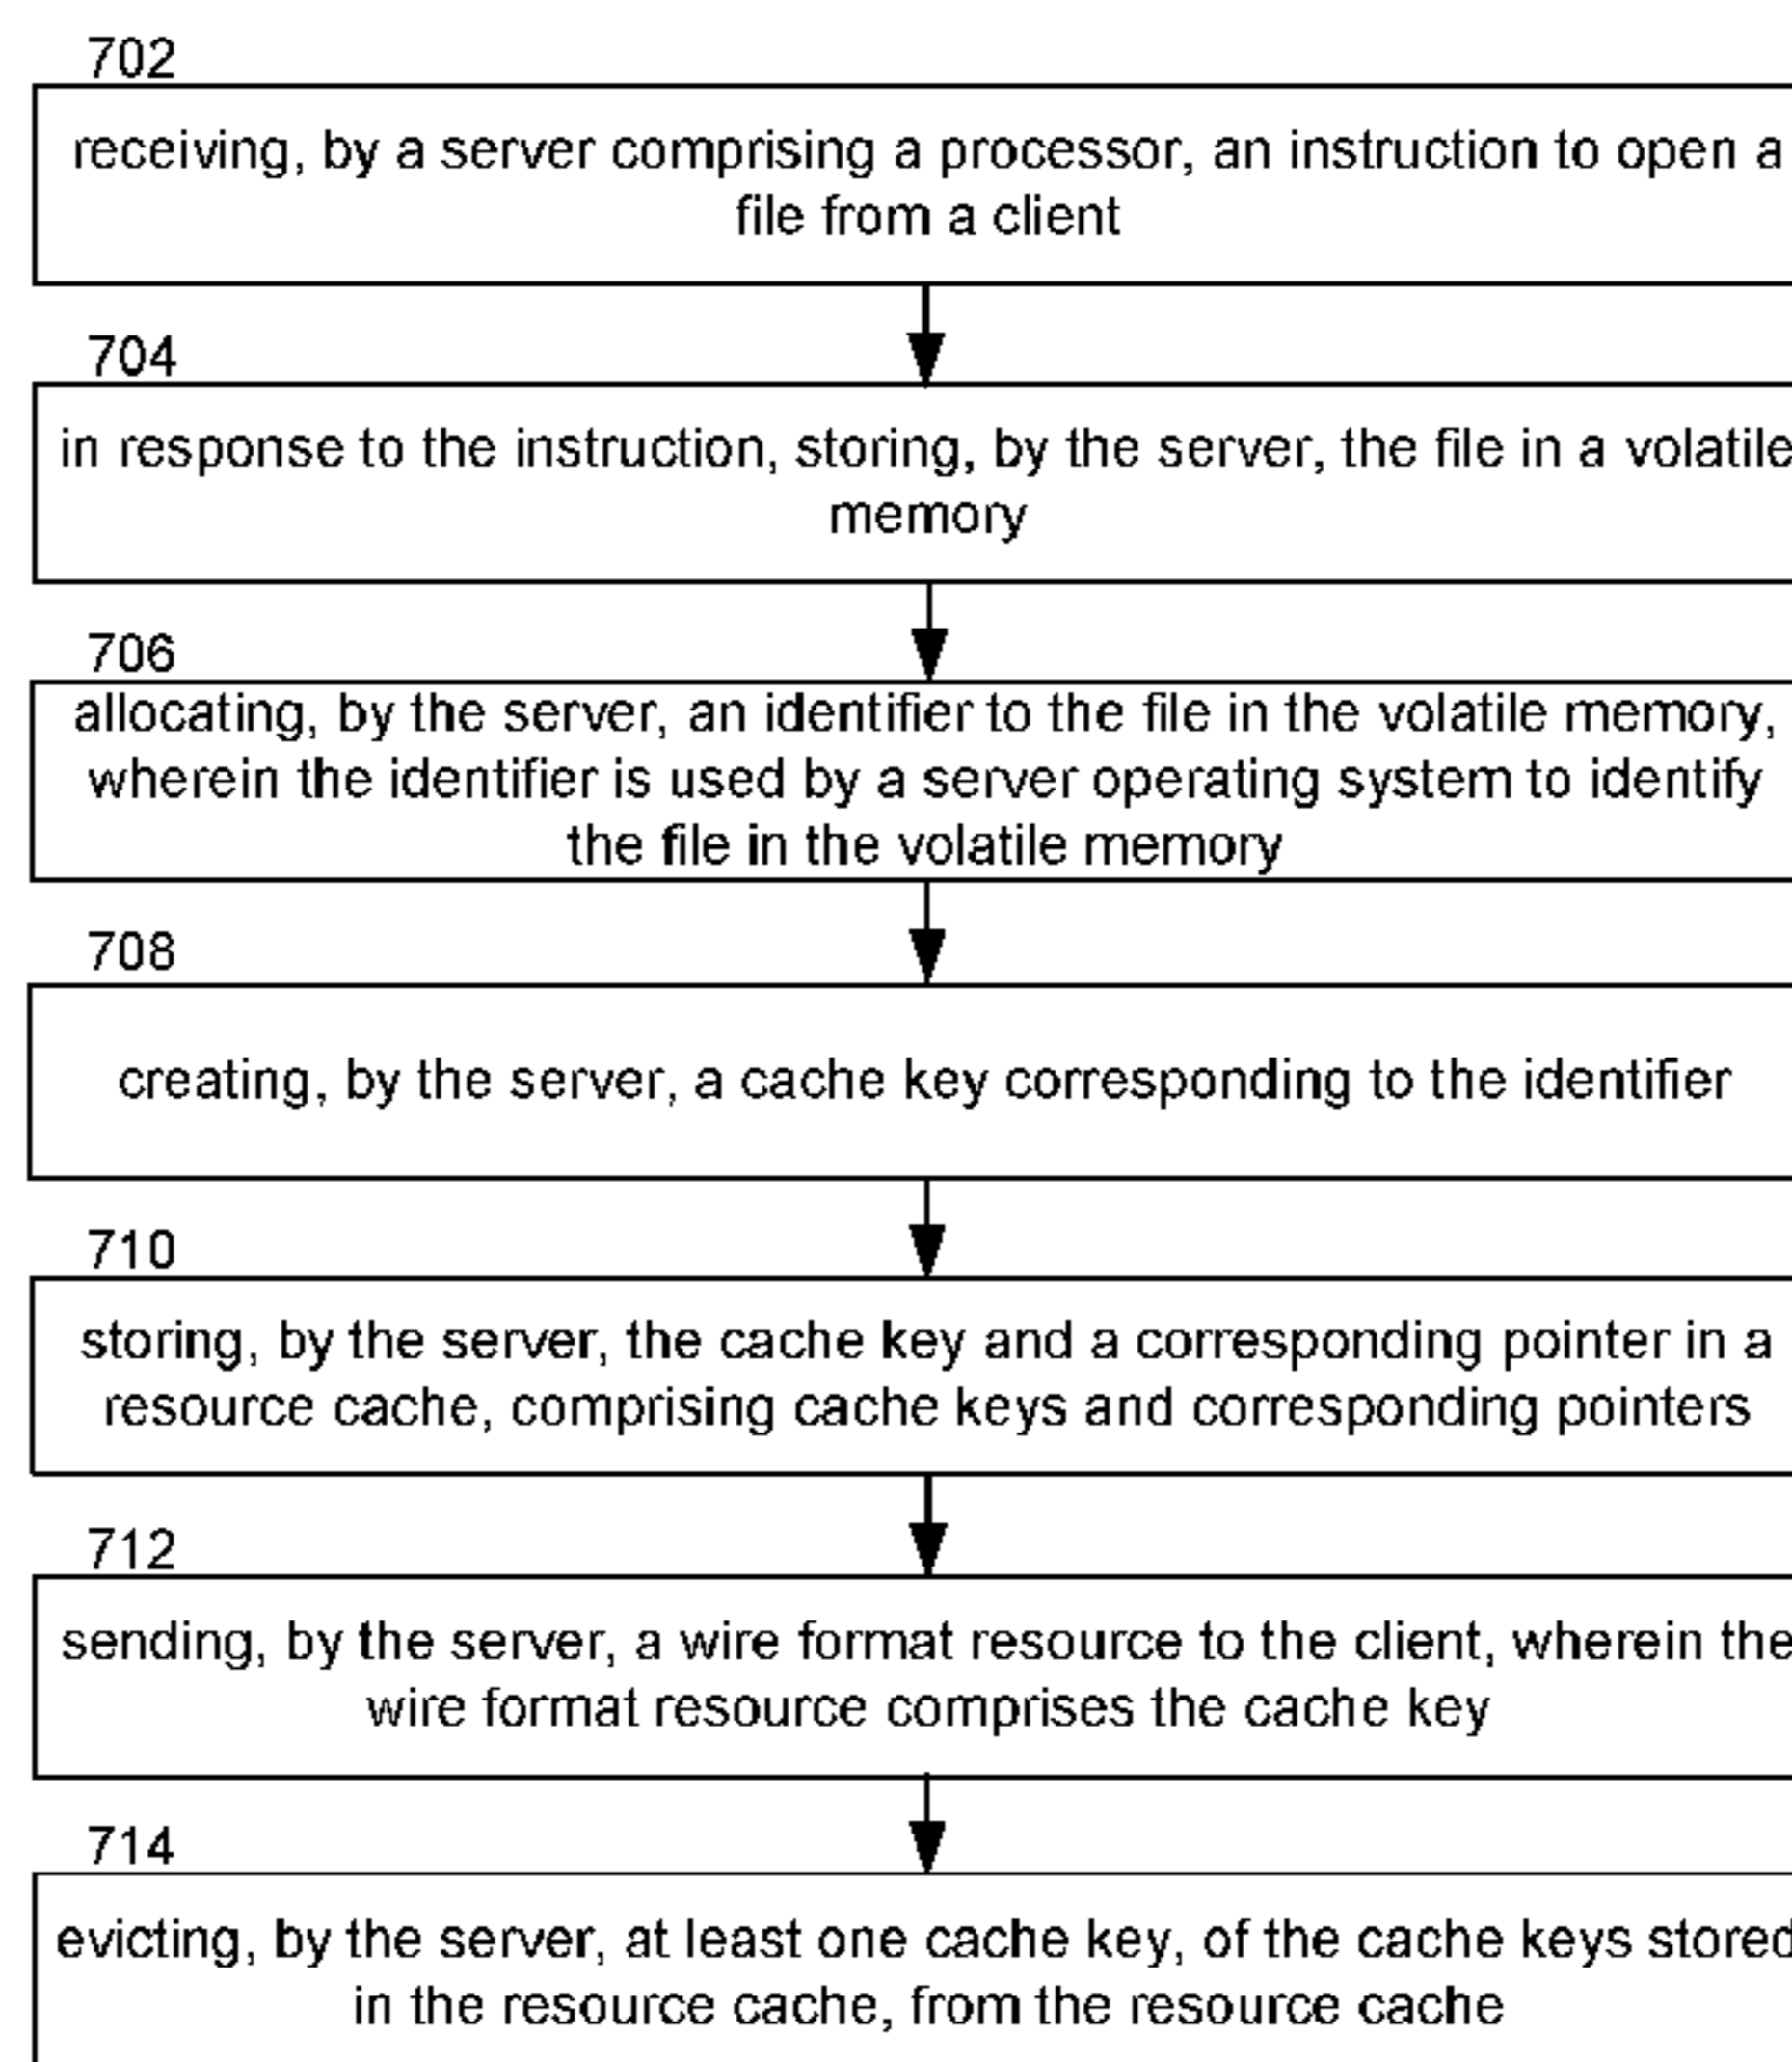 702
receiving, by a server comprising a processor, an instruction to open a
file from a client
704
in response to the instruction, storing, by the server, the file in a volatile
memory
706
allocating, by the server, an identifier to the file in the volatile memory,
wherein the identifier is used by a server operating system to identify
the file in the volatile memory
708
creating, by the server, a cache key corresponding to the identifier
710
storing, by the server, the cache key and a corresponding pointer in a
resource cache, comprising cache keys and corresponding pointers
712
sending, by the server, a wire format resource to the client, wherein the
wire format resource comprises the cache key
714
evicting, by the server, at least one cache key, of the cache keys stored
in the resource cache, from the resource cache